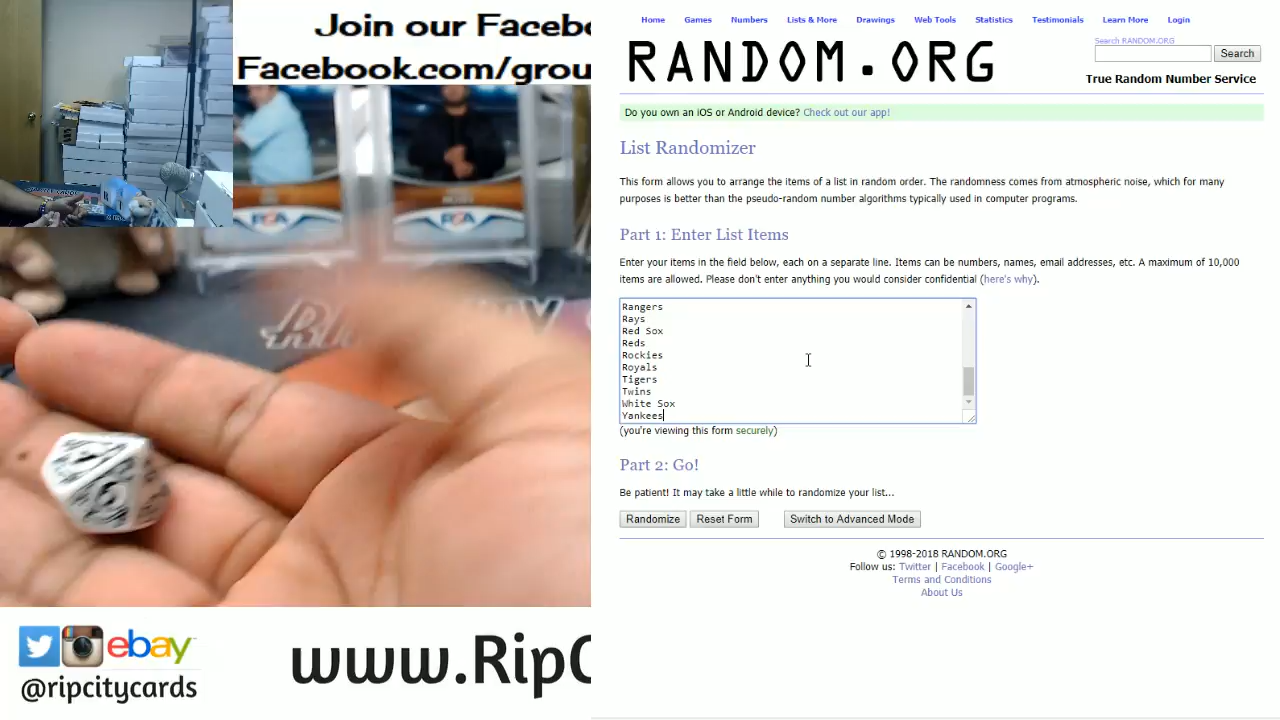 Join our Facebo
Facebook.com/grou
PSA
PSA
ebay
@ripcitycards
www.RipC
Home Games Numbers Lists & More Drawings Web Tools Statistics Testimonials Learn More Login
RANDOM.ORG
Search RANDOM.ORG
Search
True Random Number Service
Do you own an iOS or Android device? Check out our app!
List Randomizer
This form allows you to arrange the items of a list in random order. The randomness comes from atmospheric noise, which for many
purposes is better than the pseudo-random number algorithms typically used in computer programs.
Part 1: Enter List Items
Enter your items in the field below, each on a separate line. Items can be numbers, names, email addresses, etc. A maximum of 10,000
items are allowed. Please don't enter anything you would consider confidential (here's why).
Rangers
Rays
Red Sox
Reds
Rockies
Royals
Tigers
Twins
White Sox
Yankees
(you're viewing this form securely)
Part 2: Go!
Be patient! It may take a little while to randomize your list...
Randomize Reset Form Switch to Advanced Mode
© 1998-2018 RANDOM.ORG
Follow us: Twitter | Facebook | Google+
Terms and Conditions
About Us